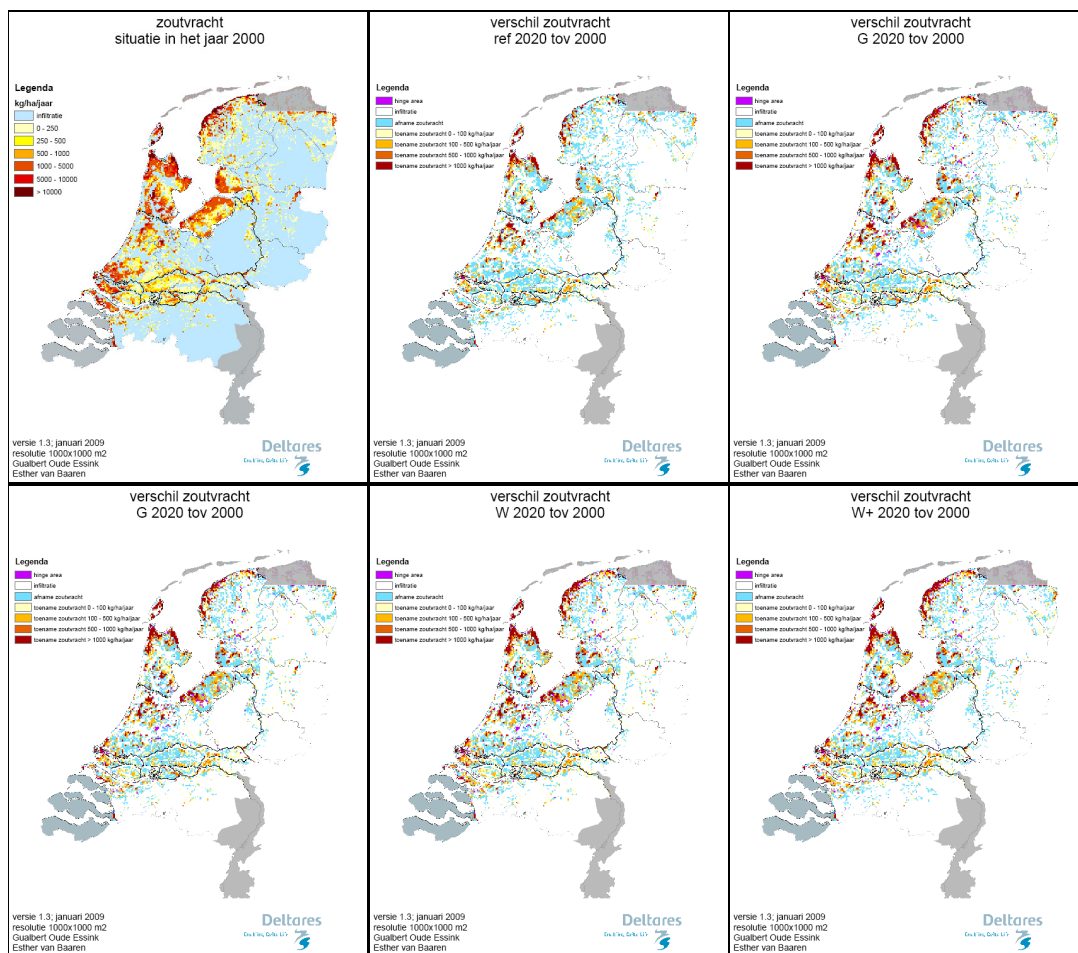 zoutvracht
situatie in het jaar 2000
Legenda
kg/ha/jaar
infiltratie
0 - 250
250 - 500
500 - 1000
1000 - 5000
5000 - 10000
> 10000
versie 1.3; januari 2009
resolutie 1000x1000 m2
Gualbert Oude Essink
Esther van Baaren
Deltares
verschil zoutvracht
ref 2020 tov 2000
Legenda
hinge area
infiltratie
afname zoutvracht
toename zoutvracht 0 - 100 kg/ha/jaar
toename zoutvracht 100 - 500 kg/ha/jaar
toename zoutvracht 500 - 1000 kg/ha/jaar
toename zoutvracht > 1000 kg/ha/jaar
versie 1.3; januari 2009
resolutie 1000x1000 m2
Gualbert Oude Essink
Esther van Baaren
Deltares
verschil zoutvracht
G 2020 tov 2000
Legenda
hinge area
infiltratie
afname zoutvracht
toename zoutvracht 0 - 100 kg/ha/jaar
toename zoutvracht 100 - 500 kg/ha/jaar
toename zoutvracht 500 - 1000 kg/ha/jaar
toename zoutvracht > 1000 kg/ha/jaar
versie 1.3; januari 2009
resolutie 1000x1000 m2
Gualbert Oude Essink
Esther van Baaren
Deltares
verschil zoutvracht
G 2020 tov 2000
Legenda
hinge area
infiltratie
afname zoutvracht
toename zoutvracht 0 - 100 kg/ha/jaar
toename zoutvracht 100 - 500 kg/ha/jaar
toename zoutvracht 500 - 1000 kg/ha/jaar
toename zoutvracht > 1000 kg/ha/jaar
versie 1.3; januari 2009
resolutie 1000x1000 m2
Gualbert Oude Essink
Esther van Baaren
Deltares
verschil zoutvracht
W 2020 tov 2000
Legenda
hinge area
infiltratie
afname zoutvracht
toename zoutvracht 0 - 100 kg/ha/jaar
toename zoutvracht 100 - 500 kg/ha/jaar
toename zoutvracht 500 - 1000 kg/ha/jaar
toename zoutvracht > 1000 kg/ha/jaar
versie 1.3; januari 2009
resolutie 1000x1000 m2
Gualbert Oude Essink
Esther van Baaren
Deltares
verschil zoutvracht
W+ 2020 tov 2000
Legenda
hinge area
infiltratie
afname zoutvracht
toename zoutvracht 0 - 100 kg/ha/jaar
toename zoutvracht 100 - 500 kg/ha/jaar
toename zoutvracht 500 - 1000 kg/ha/jaar
toename zoutvracht > 1000 kg/ha/jaar
versie 1.3; januari 2009
resolutie 1000x1000 m2
Gualbert Oude Essink
Esther van Baaren
Deltares